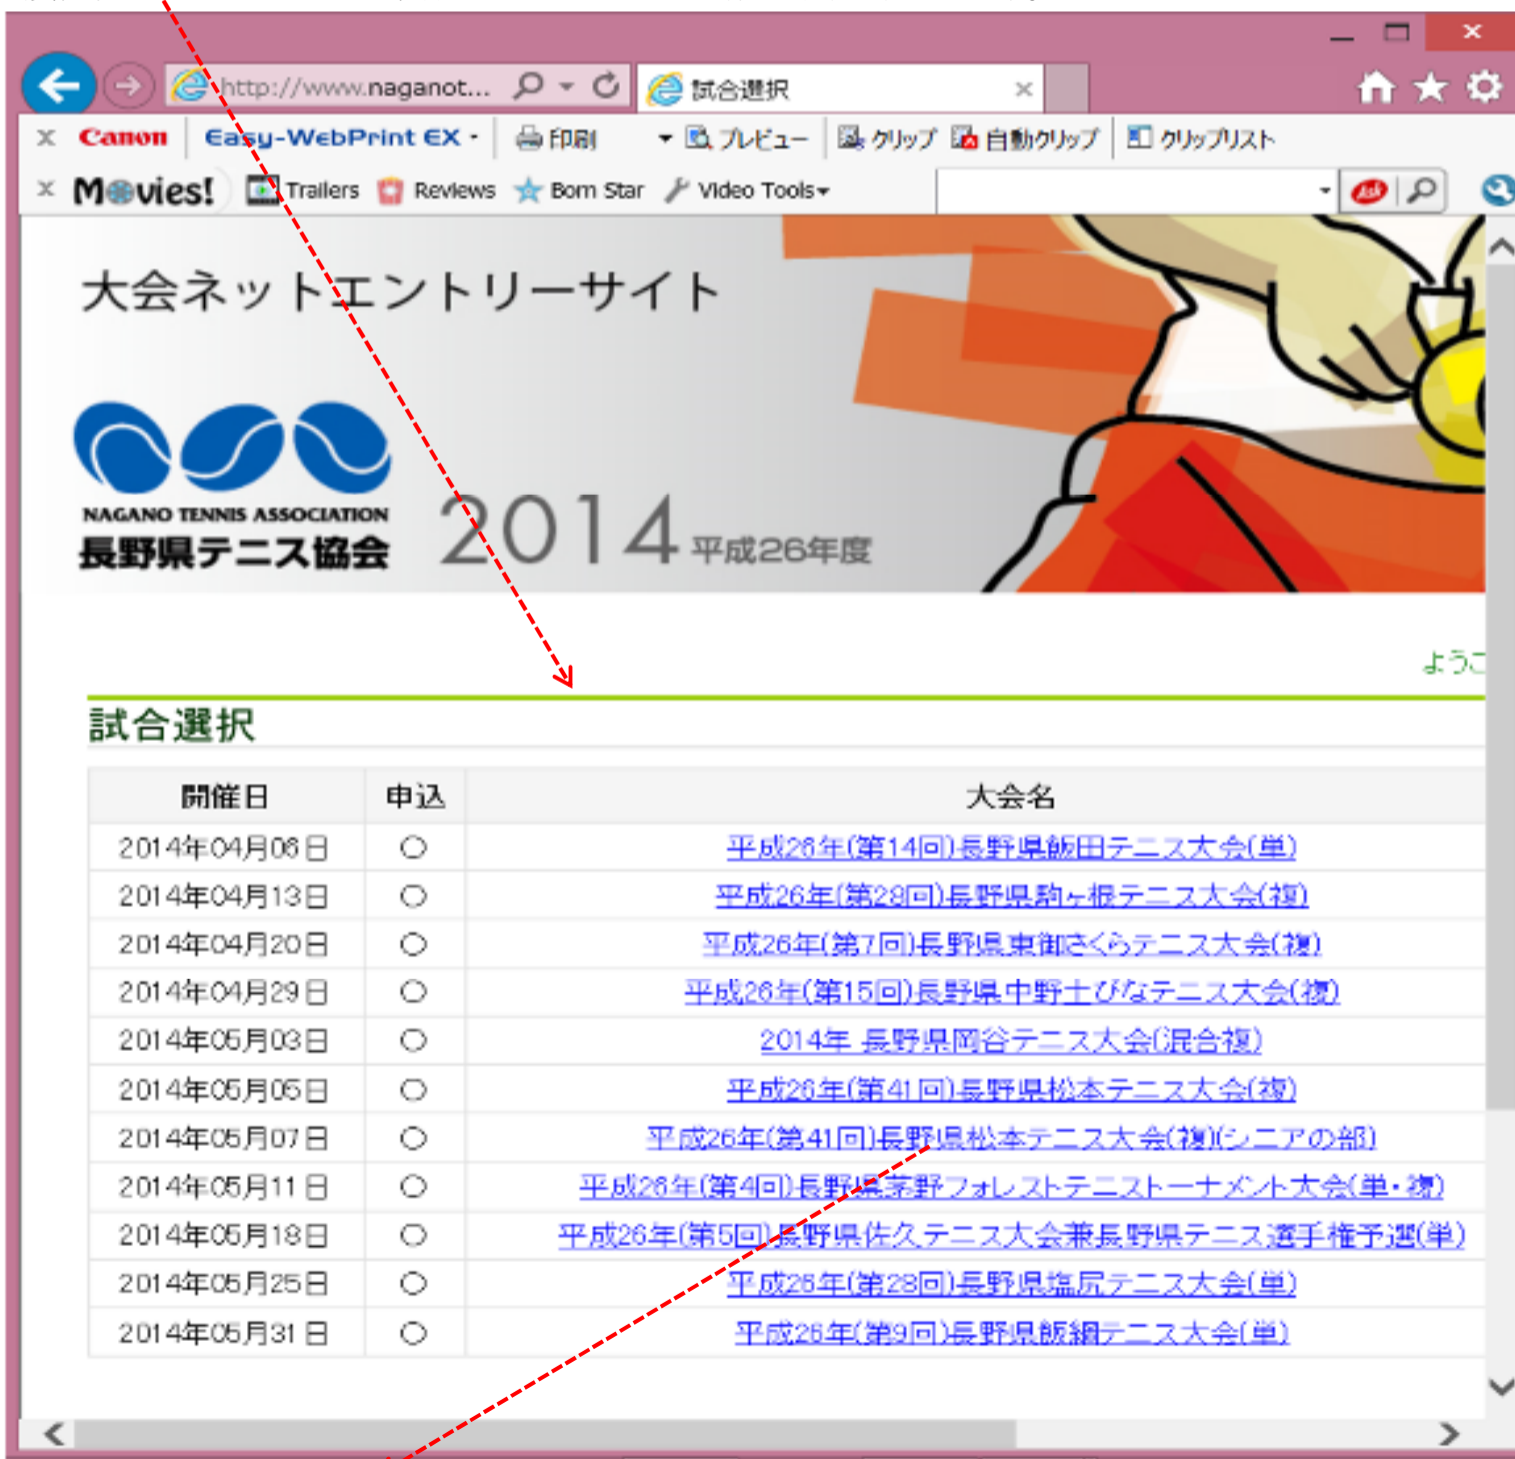 http://www.naganot...
試合選択
Canon Easy-WebPrint EX 印刷 プレビュー クリップ 自動クリップ クリップリスト
Movies! Trailers Reviews Born Star Video Tools
Ask
大会ネットエントリーサイト
NAGANO TENNIS ASSOCIATION
長野県テニス協会 2014 平成26年度
ようこ
試合選択
開催日 申込 大会名
2014年04月06日 ○ 平成26年(第14回)長野県飯田テニス大会(単)
2014年04月13日 ○ 平成26年(第28回)長野県駒ヶ根テニス大会(複)
2014年04月20日 ○ 平成26年(第7回)長野県東御さくらテニス大会(複)
2014年04月29日 ○ 平成26年(第15回)長野県中野土びなテニス大会(複)
2014年05月03日 ○ 2014年 長野県岡谷テニス大会(混合複)
2014年05月05日 ○ 平成26年(第41回)長野県松本テニス大会(複)
2014年05月07日 ○ 平成26年(第41回)長野県松本テニス大会(複)(シニアの部)
2014年05月11日 ○ 平成26年(第4回)長野県茅野フォレストテニストーナメント大会(単・複)
2014年05月18日 ○ 平成26年(第5回)長野県佐久テニス大会兼長野県テニス選手権予選(単)
2014年05月25日 ○ 平成26年(第28回)長野県塩尻テニス大会(単)
2014年05月31日 ○ 平成26年(第9回)長野県飯綱テニス大会(単)